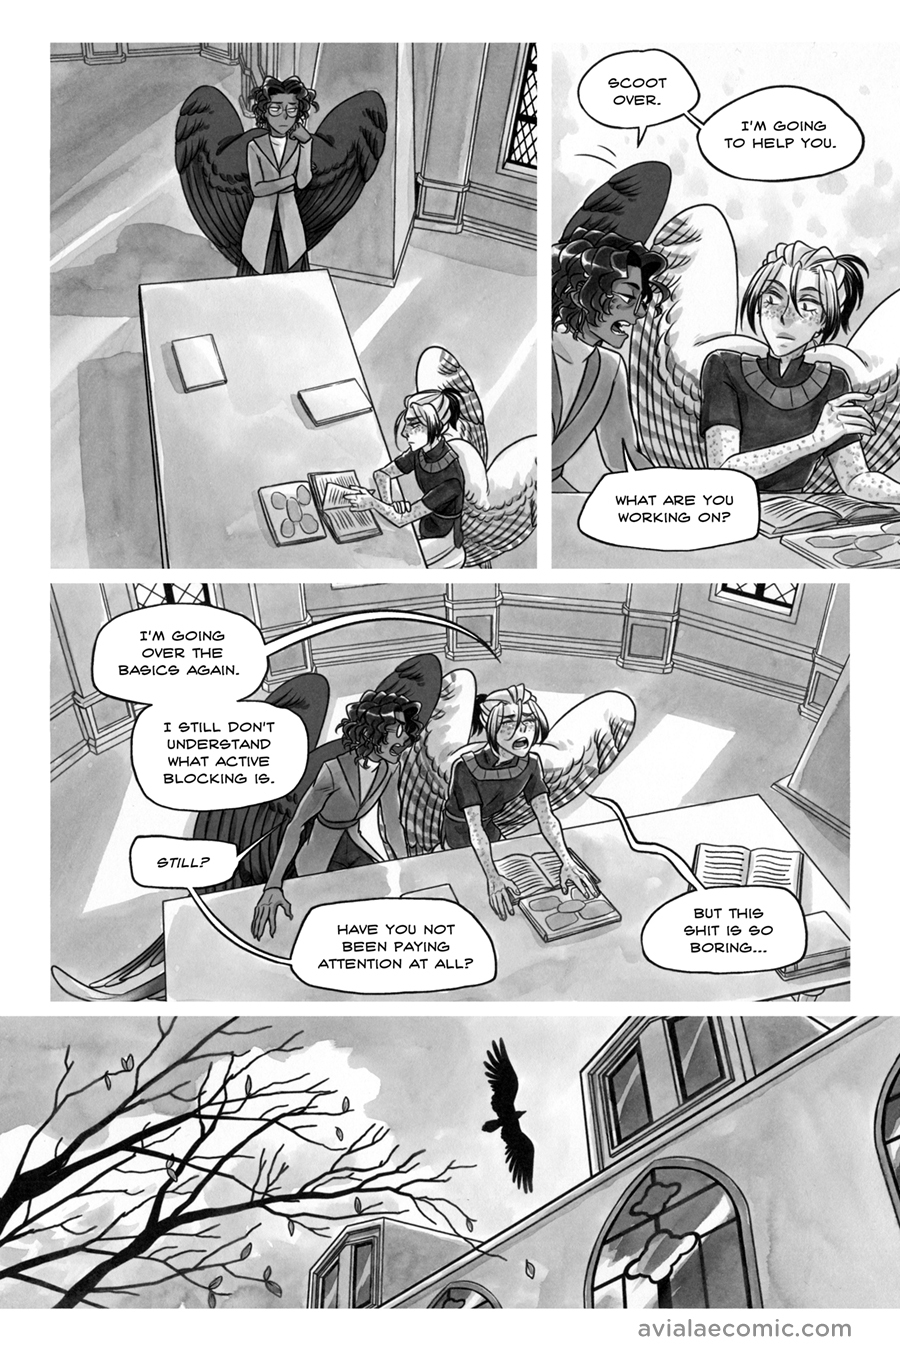 SCOOT
OVER.
I'M GOING
TO HELP YOU.
WHAT ARE YOU
WORKING ON?
I'M GOING
OVER THE
BASICS AGAIN.
I STILL DON'T
UNDERSTAND
WHAT ACTIVE
BLOCKING IS.
STILL?
HAVE YOU NOT
BEEN PAYING
ATTENTION AT ALL?
BUT THIS
SHIT IS SO
BORING...
avialaecomic.com